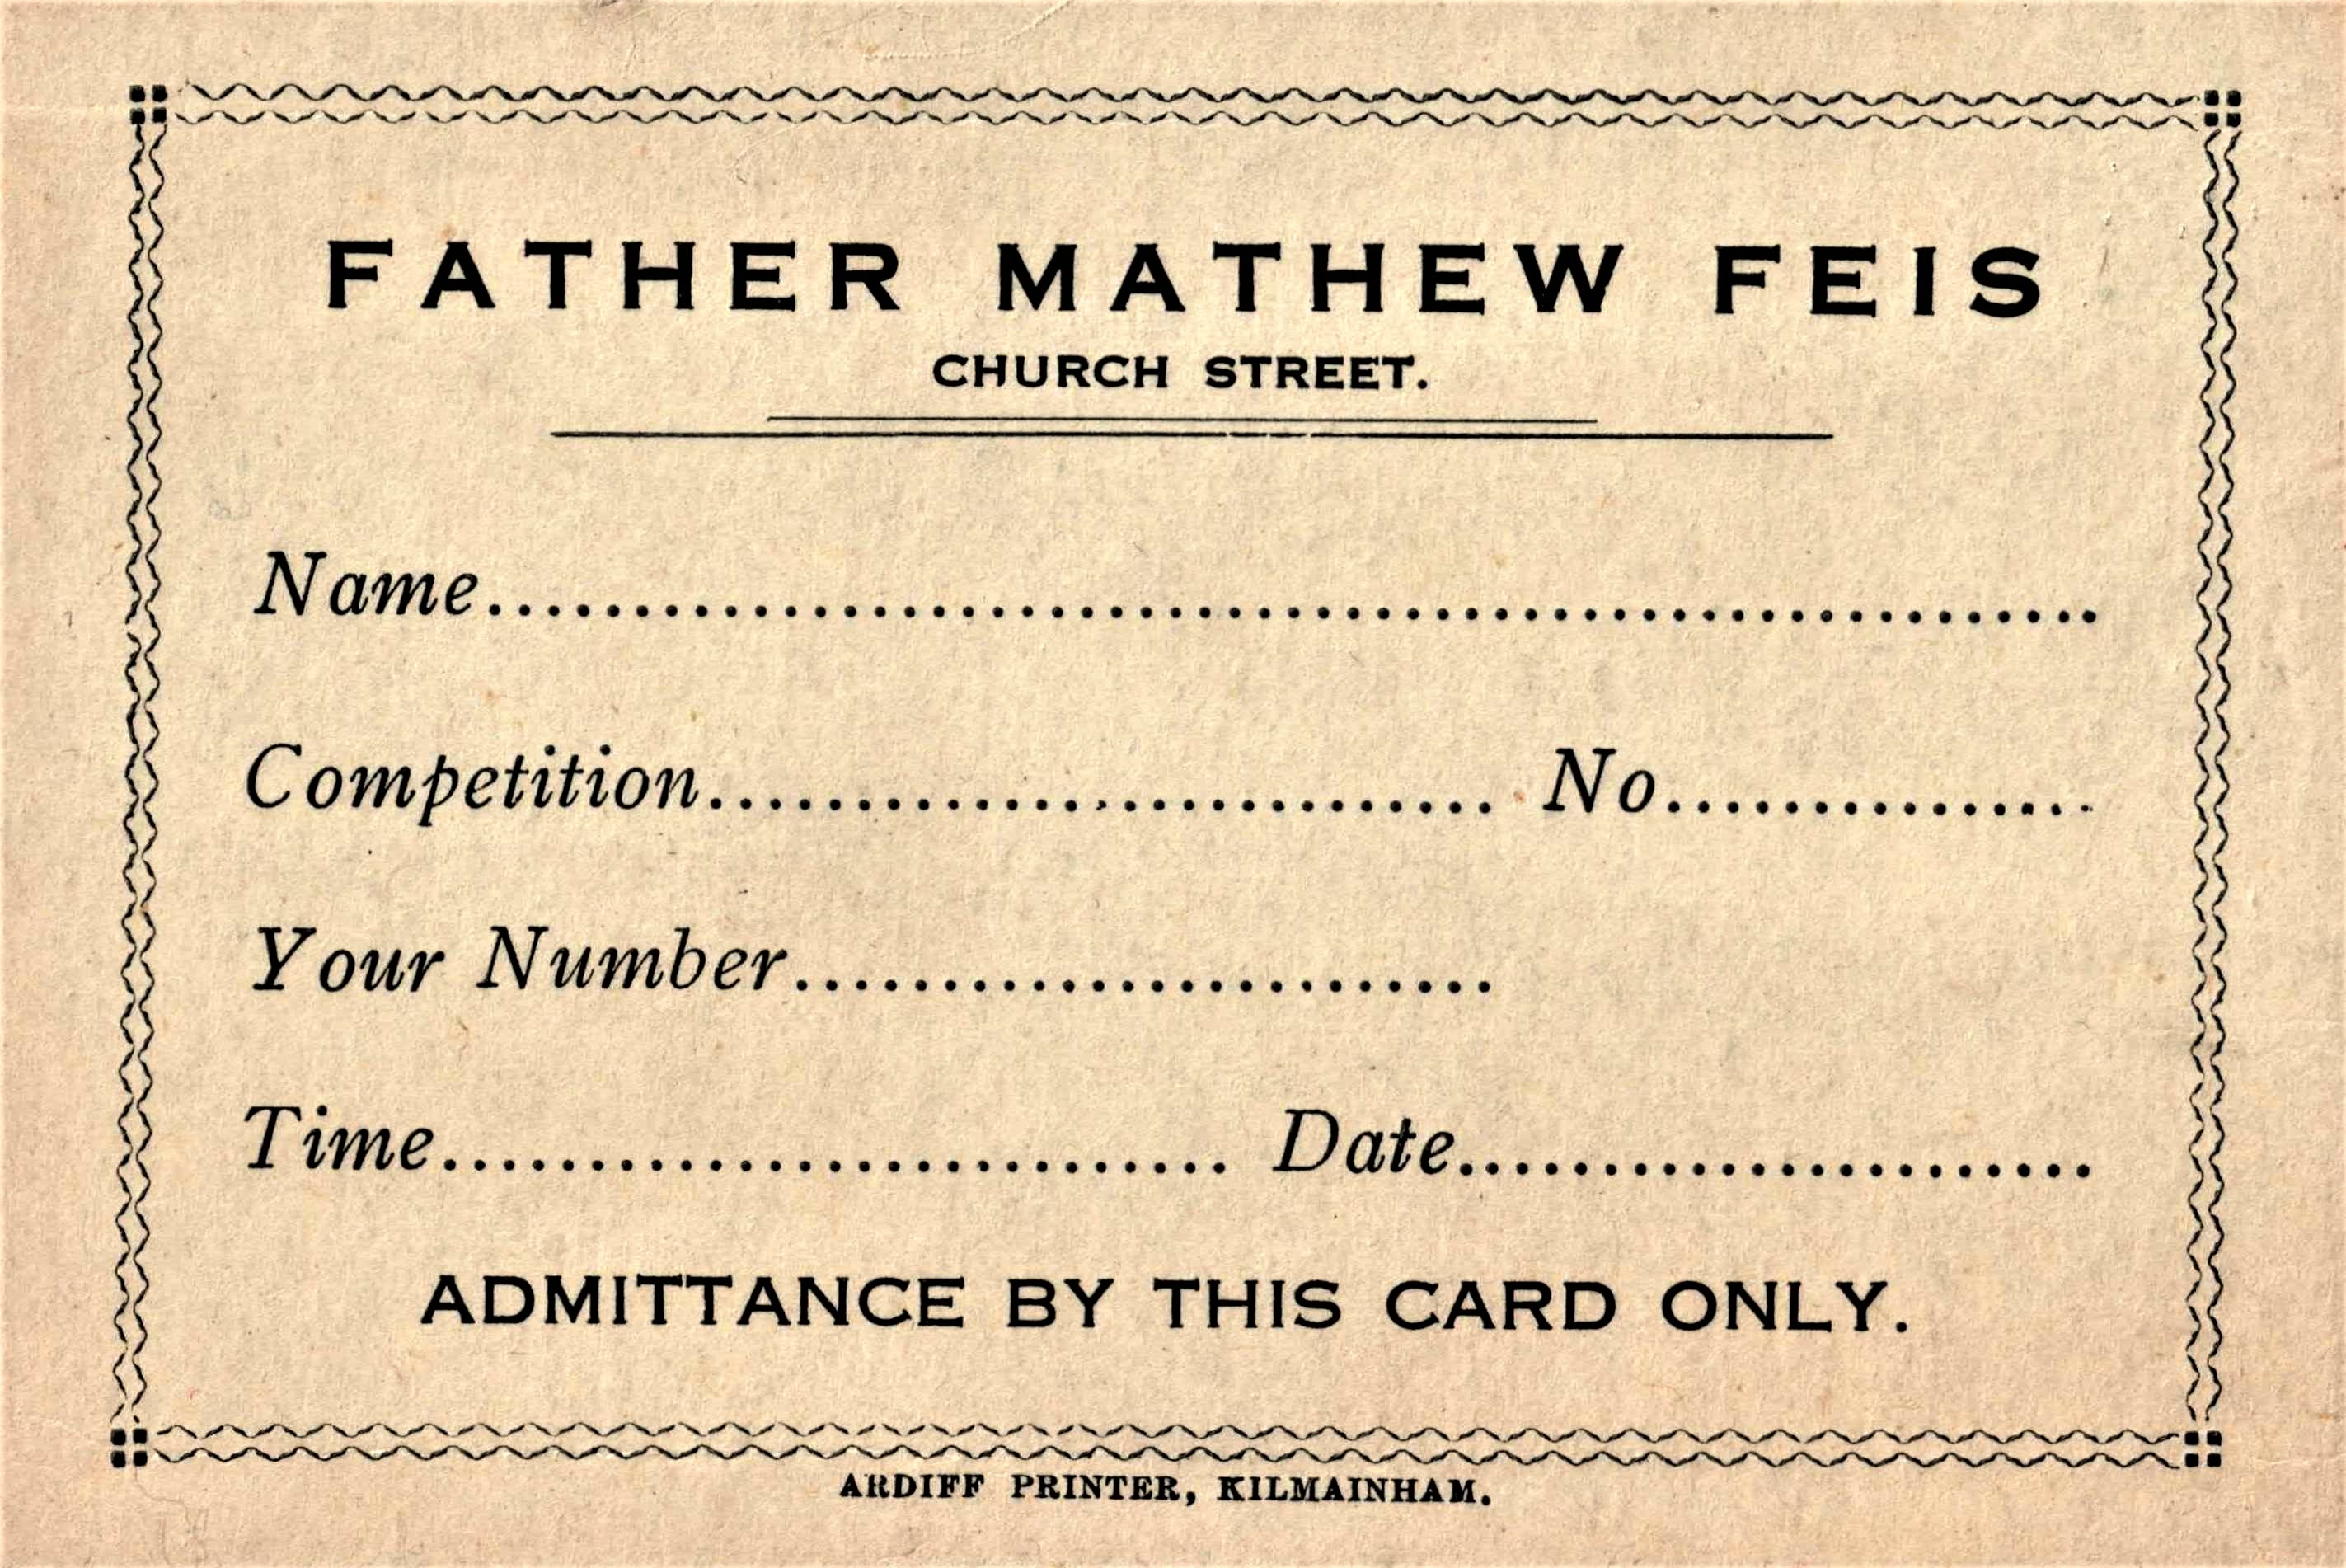 FATHER MATHEW FEIS
CHURCH STREET.
Name.......................................................
Competition........................... No...............
Your Number........................
Time........................... Date......................
ADMITTANCE BY THIS CARD ONLY.
ARDIFF PRINTER, KILMAINHAM.